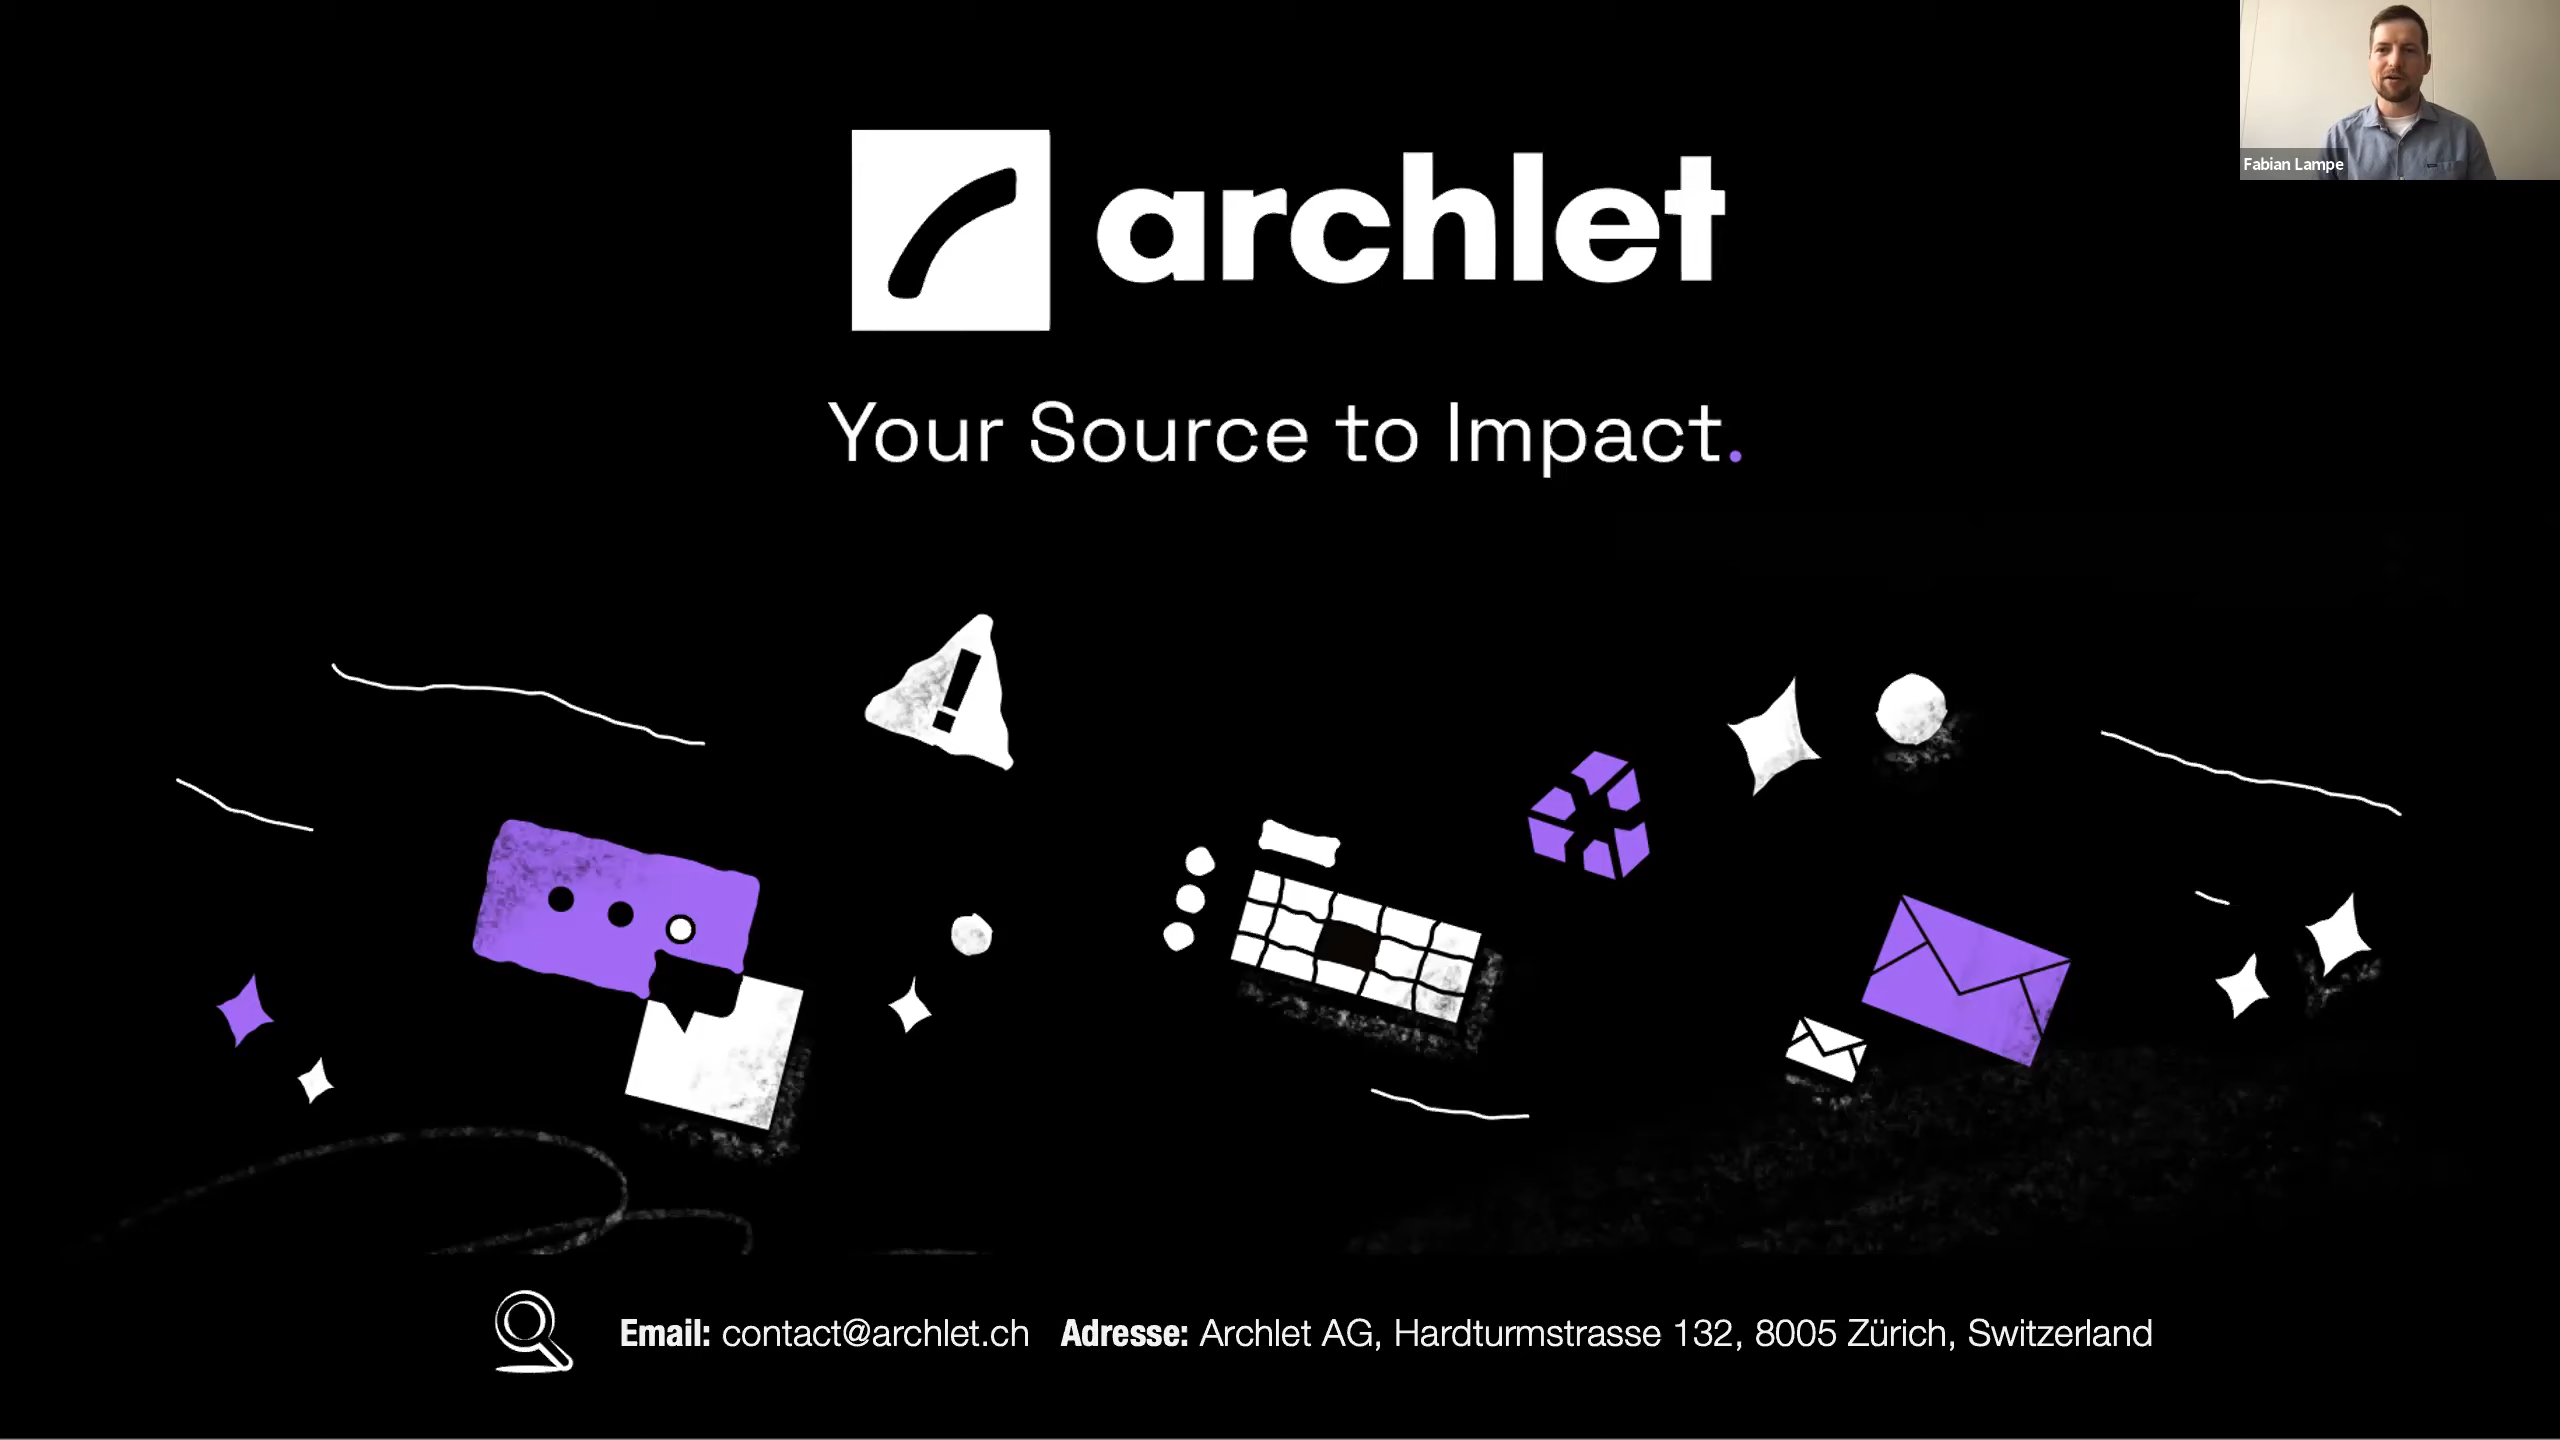 Fabian Lampe
archlet
Your Source to Impact.
Email: contact@archlet.ch Adresse: Archlet AG, Hardturmstrasse 132, 8005 Zürich, Switzerland